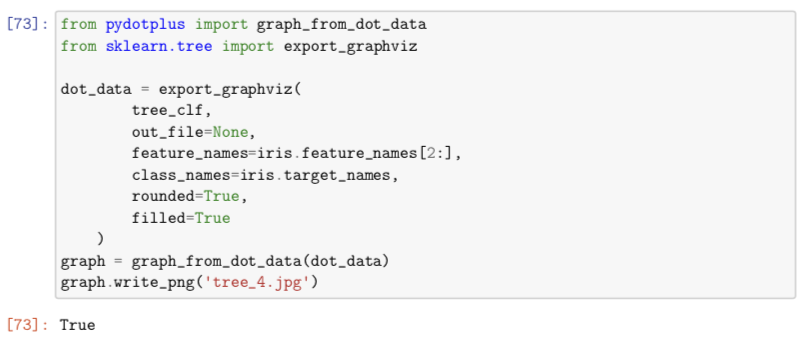 [73]: from pydotplus import graph_from_dot_data
from sklearn.tree import export_graphviz

dot_data = export_graphviz(
        tree_clf,
        out_file=None,
        feature_names=iris.feature_names[2:],
        class_names=iris.target_names,
        rounded=True,
        filled=True
    )
graph = graph_from_dot_data(dot_data)
graph.write_png('tree_4.jpg')
[73]: True